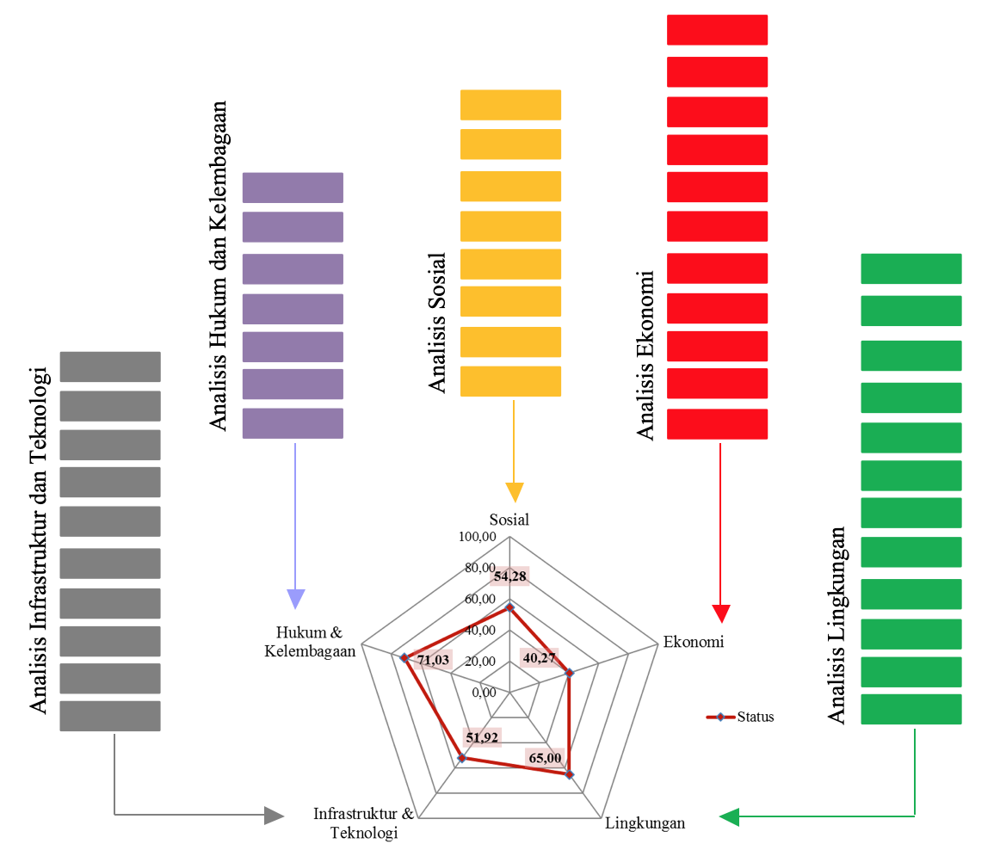 Analisis Infrastruktur dan Teknologi
Analisis Hukum dan Kelembagaan
Analisis Sosial
Analisis Ekonomi
Analisis Lingkungan
Sosial
100,00
80,00
54,28
60,00
40,00
20,00
0,00
Hukum &
Kelembagaan
71,03
40,27
Ekonomi
Status
51,92
65,00
Infrastruktur &
Teknologi
Lingkungan